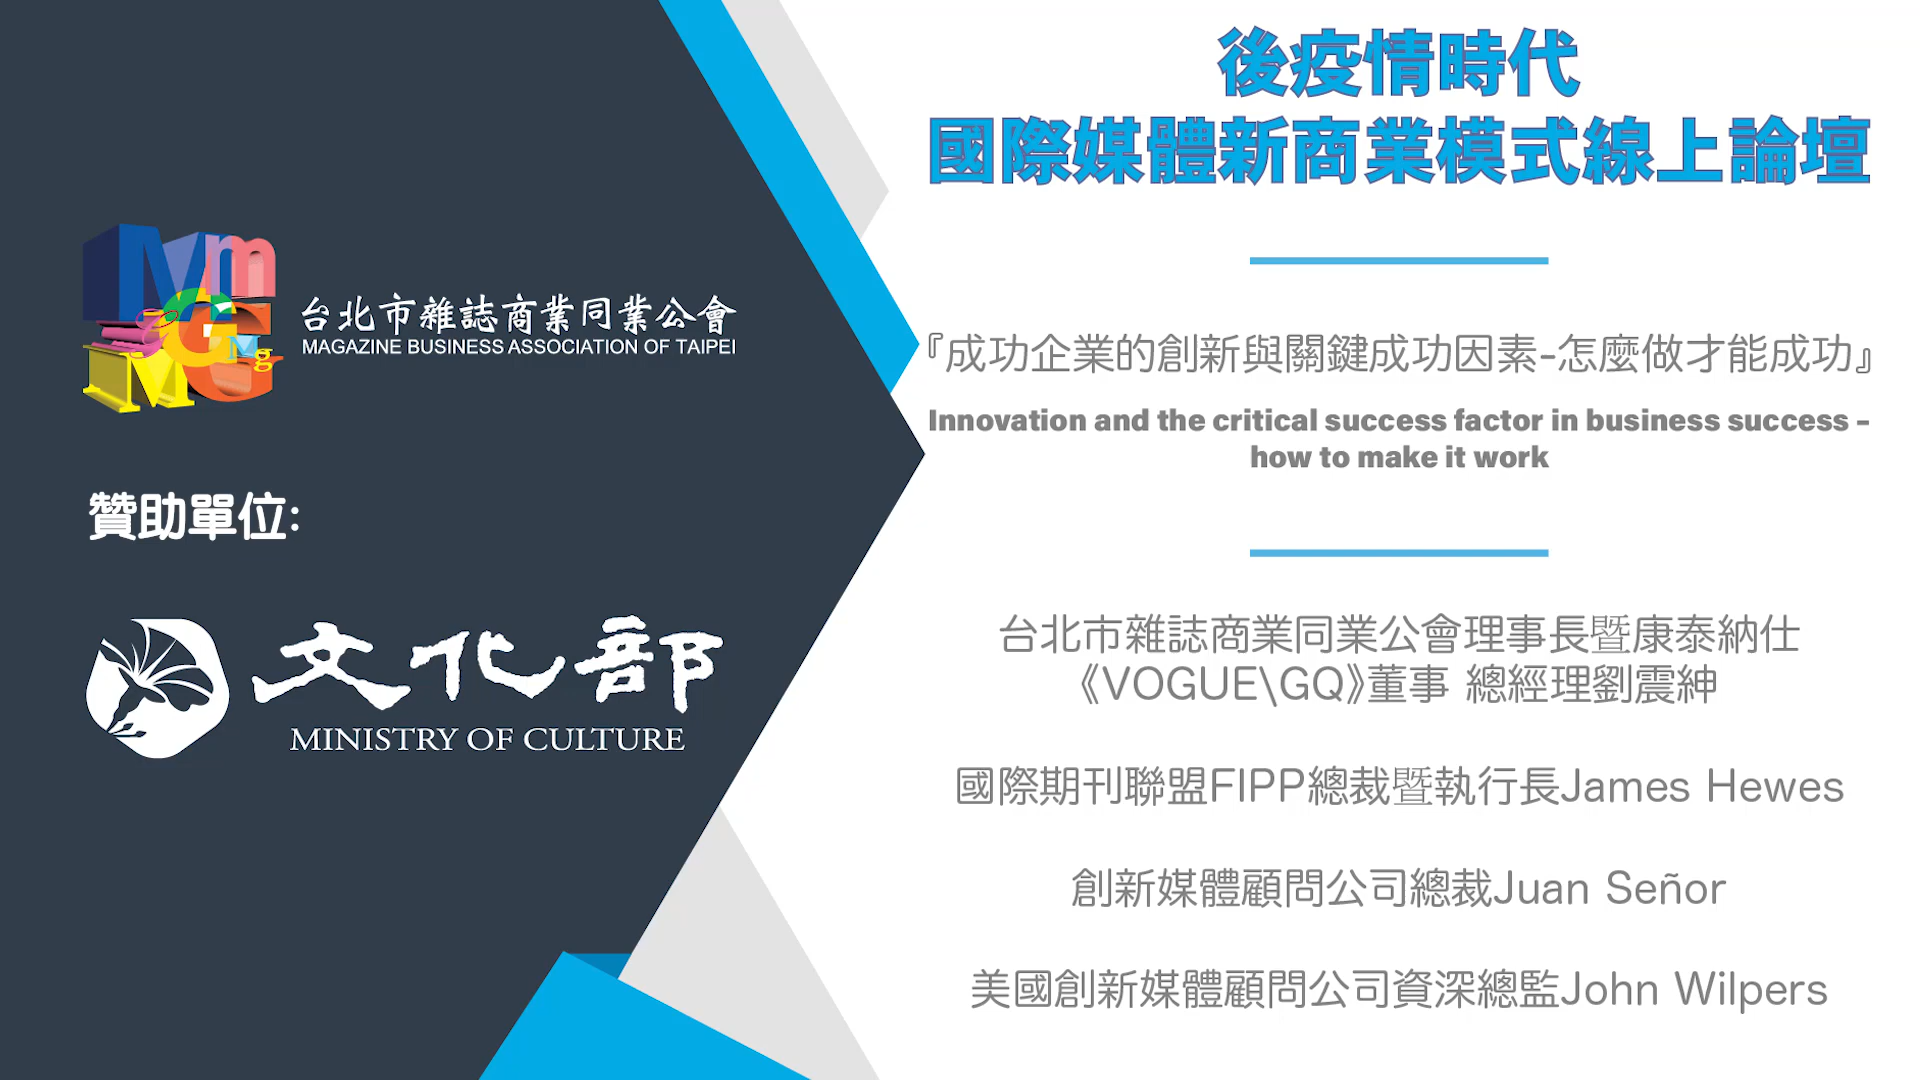 台北市雜誌商業同業公會
MAGAZINE BUSINESS ASSOCIATION OF TAIPEI
贊助單位:
文化部
MINISTRY OF CULTURE
後疫情時代
國際媒體新商業模式線上論壇
『成功企業的創新與關鍵成功因素-怎麼做才能成功』
Innovation and the critical success factor in business success –
how to make it work
台北市雜誌商業同業公會理事長暨康泰納仕
《VOGUE\GQ》董事 總經理劉震紳
國際期刊聯盟FIPP總裁暨執行長James Hewes
創新媒體顧問公司總裁Juan Señor
美國創新媒體顧問公司資深總監John Wilpers